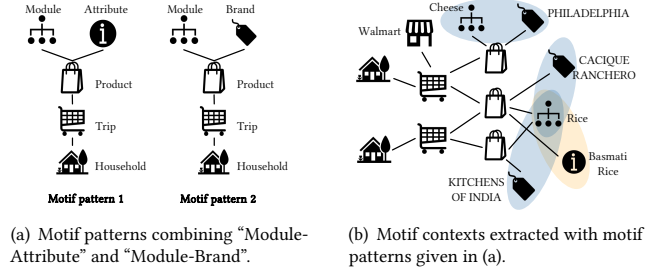 Module Attribute
Product
Trip
Household
Motif pattern 1
Module Brand
Product
Trip
Household
Motif pattern 2
(a) Motif patterns combining “Module-
Attribute” and “Module-Brand”.
Cheese
PHILADELPHIA
Walmart
CACIQUE
RANCHERO
Rice
Basmati
Rice
KITCHENS
OF INDIA
(b) Motif contexts extracted with motif
patterns given in (a).